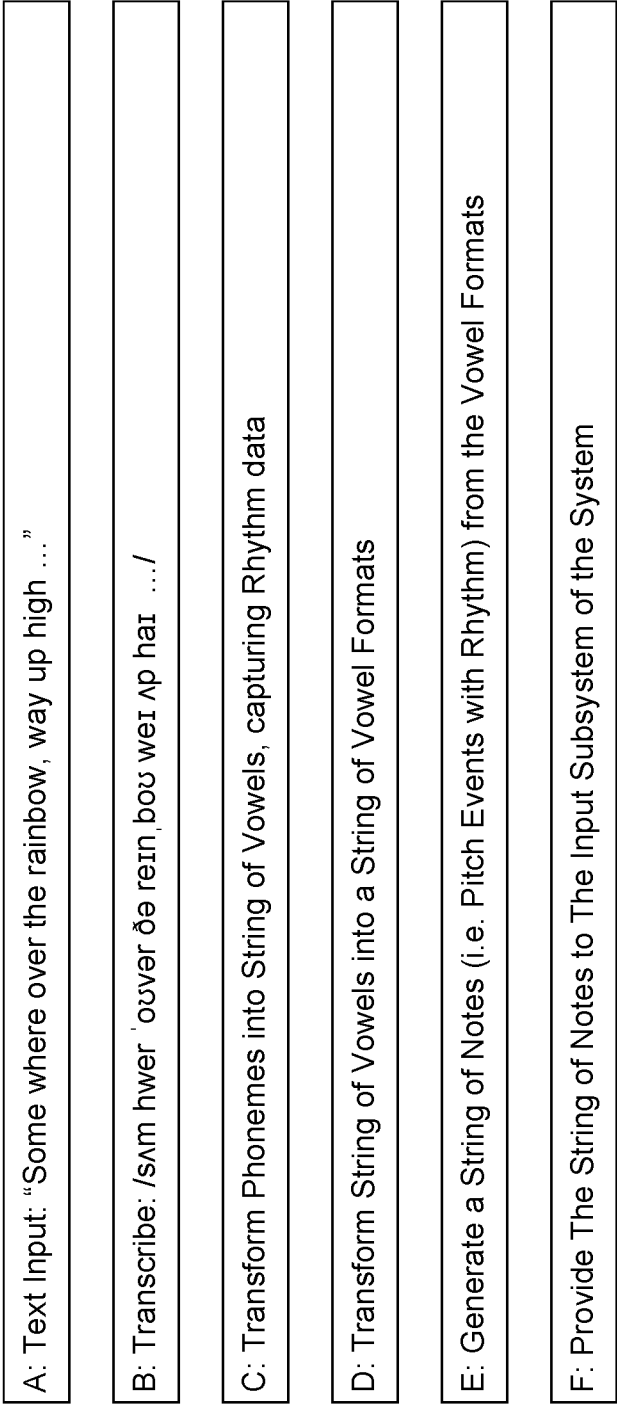 A: Text Input: “Some where over the rainbow, way up high …”
B: Transcribe: /sʌm hwer ˈoʊvər ðə reɪnˌboʊ weɪ ʌp haɪ …/
C: Transform Phonemes into String of Vowels, capturing Rhythm data
D: Transform String of Vowels into a String of Vowel Formats
E: Generate a String of Notes (i.e. Pitch Events with Rhythm) from the Vowel Formats
F: Provide The String of Notes to The Input Subsystem of the System